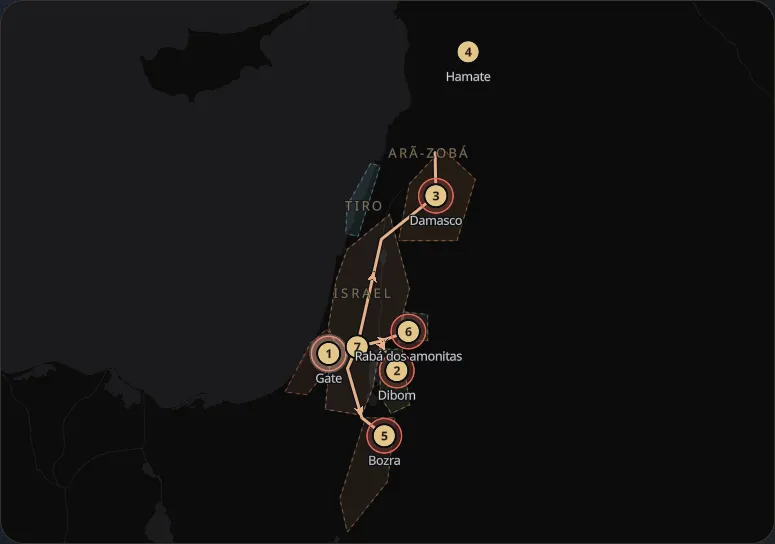 4
Hamate
ARÃ-ZOBÁ
3
TIRO
Damasco
ISRAEL
6
7
1
Rabá dos amonitas
2
Gate
Dibom
5
Bozra